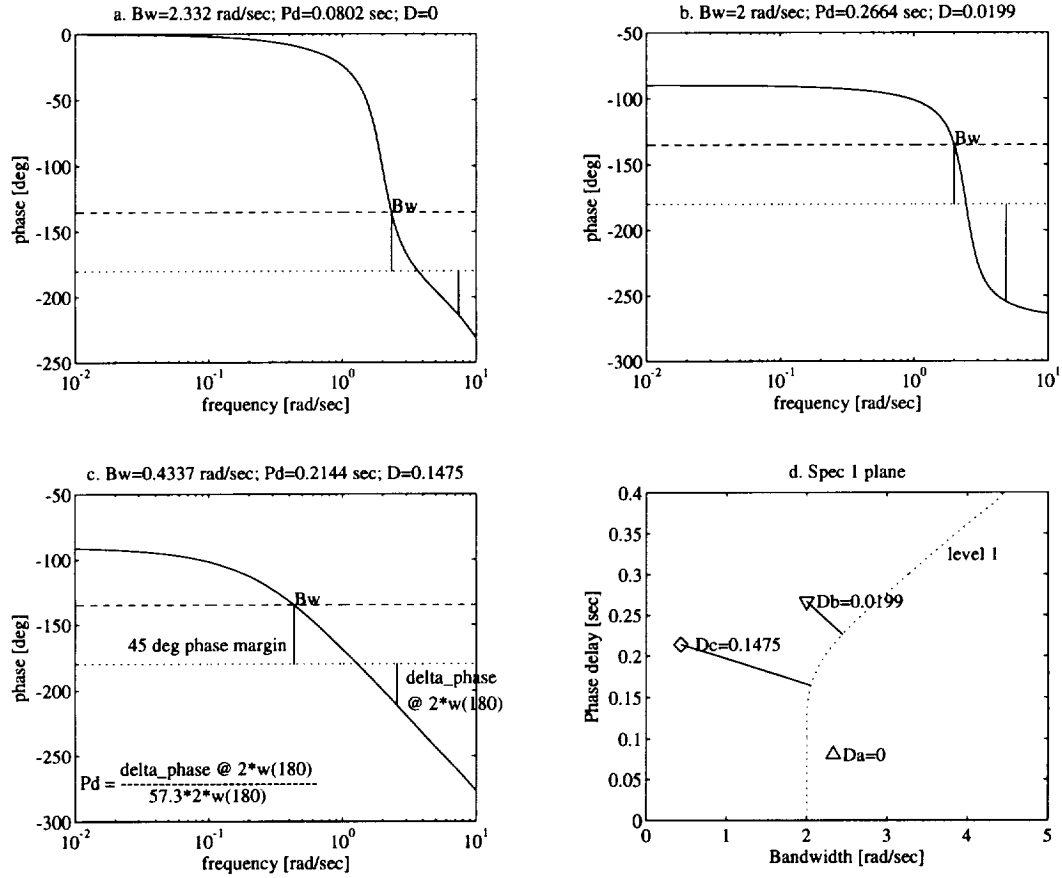 a. Bw=2.332 rad/sec; Pd=0.0802 sec; D=0
0
-50
-100
-150
-200
-250
phase [deg]
Bw
10^-2
10^-1
10^0
10^1
frequency [rad/sec]
b. Bw=2 rad/sec; Pd=0.2664 sec; D=0.0199
-50
-100
-150
-200
-250
-300
phase [deg]
Bw
10^-2
10^-1
10^0
10^1
frequency [rad/sec]
c. Bw=0.4337 rad/sec; Pd=0.2144 sec; D=0.1475
-50
-100
-150
-200
-250
-300
phase [deg]
Bw
45 deg phase margin
delta_phase
@ 2*w(180)
delta_phase @ 2*w(180)
Pd = ----------------------
57.3*2*w(180)
10^-2
10^-1
10^0
10^1
frequency [rad/sec]
d. Spec 1 plane
0.4
0.35
0.3
0.25
0.2
0.15
0.1
0.05
0
Phase delay [sec]
level 1
Db=0.0199
Dc=0.1475
Da=0
0
1
2
3
4
5
Bandwidth [rad/sec]